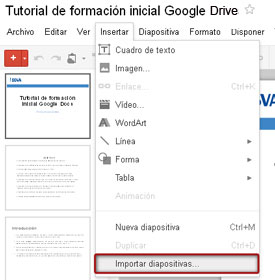 Tutorial de formación inicial Google Drive
Archivo Editar Ver Insertar Diapositiva Formato Disponer
Cuadro de texto
Imagen...
Enlace... Ctrl+K
Vídeo...
WordArt
Línea
Forma
Tabla
Animación
Nueva diapositiva Ctrl+M
Duplicar Ctrl+D
Importar diapositivas...
BBVA
Tutorial de formación
inicial Google Docs
Introducción